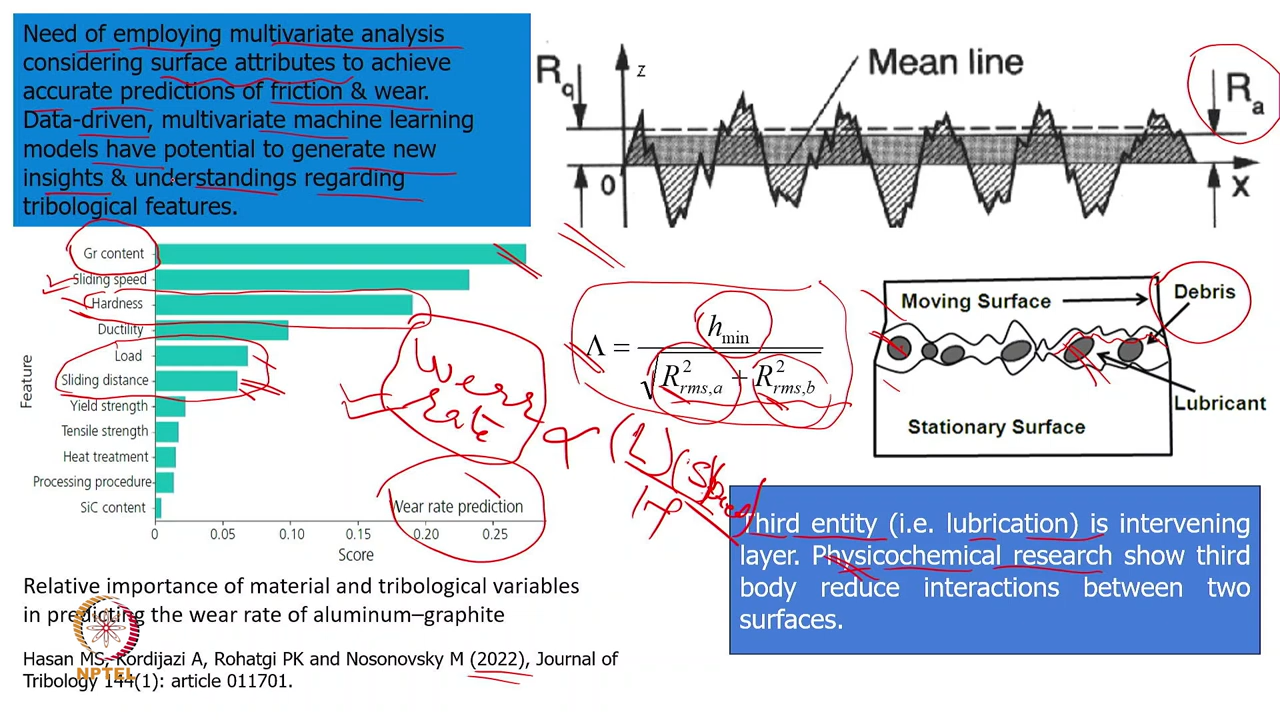 Need of employing multivariate analysis
considering surface attributes to achieve
accurate predictions of friction & wear.
Data-driven, multivariate machine learning
models have potential to generate new
insights & understandings regarding
tribological features.
R_q
z
Mean line
R_a
0
X
Gr content
Sliding speed
Hardness
Ductility
Load
Sliding distance
Yield strength
Tensile strength
Heat treatment
Processing procedure
SiC content
Feature
0
0.05
0.10
0.15
0.20
0.25
Score
Wear rate prediction
Wear
rate
∝ (L)(S
Λ = h_min / √(R²_rms,a + R²_rms,b)
Moving Surface
Debris
Lubricant
Stationary Surface
Third entity (i.e. lubrication) is intervening
layer. Physicochemical research show third
body reduce interactions between two
surfaces.
Relative importance of material and tribological variables
in predicting the wear rate of aluminum–graphite
Hasan MS, Kordijazi A, Rohatgi PK and Nosonovsky M (2022), Journal of
Tribology 144(1): article 011701.
NPTEL